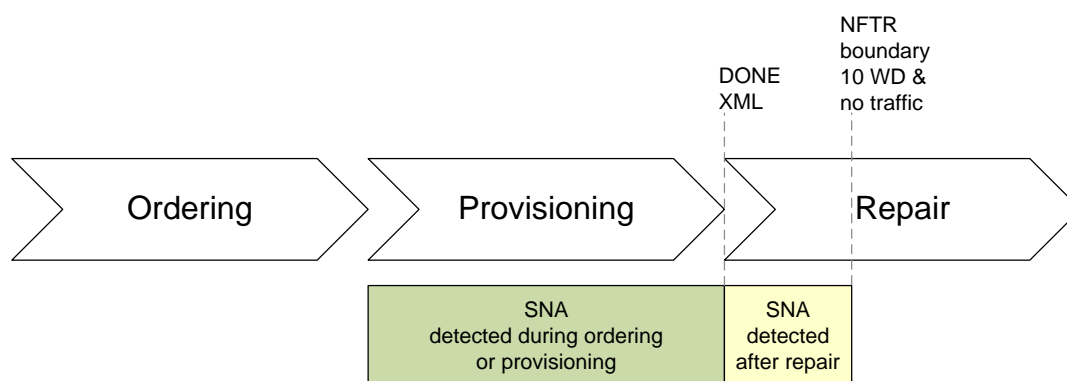 NFTR
boundary
10 WD &
no traffic
DONE
XML
Ordering
Provisioning
Repair
SNA
detected during ordering
or provisioning
SNA
detected
after repair